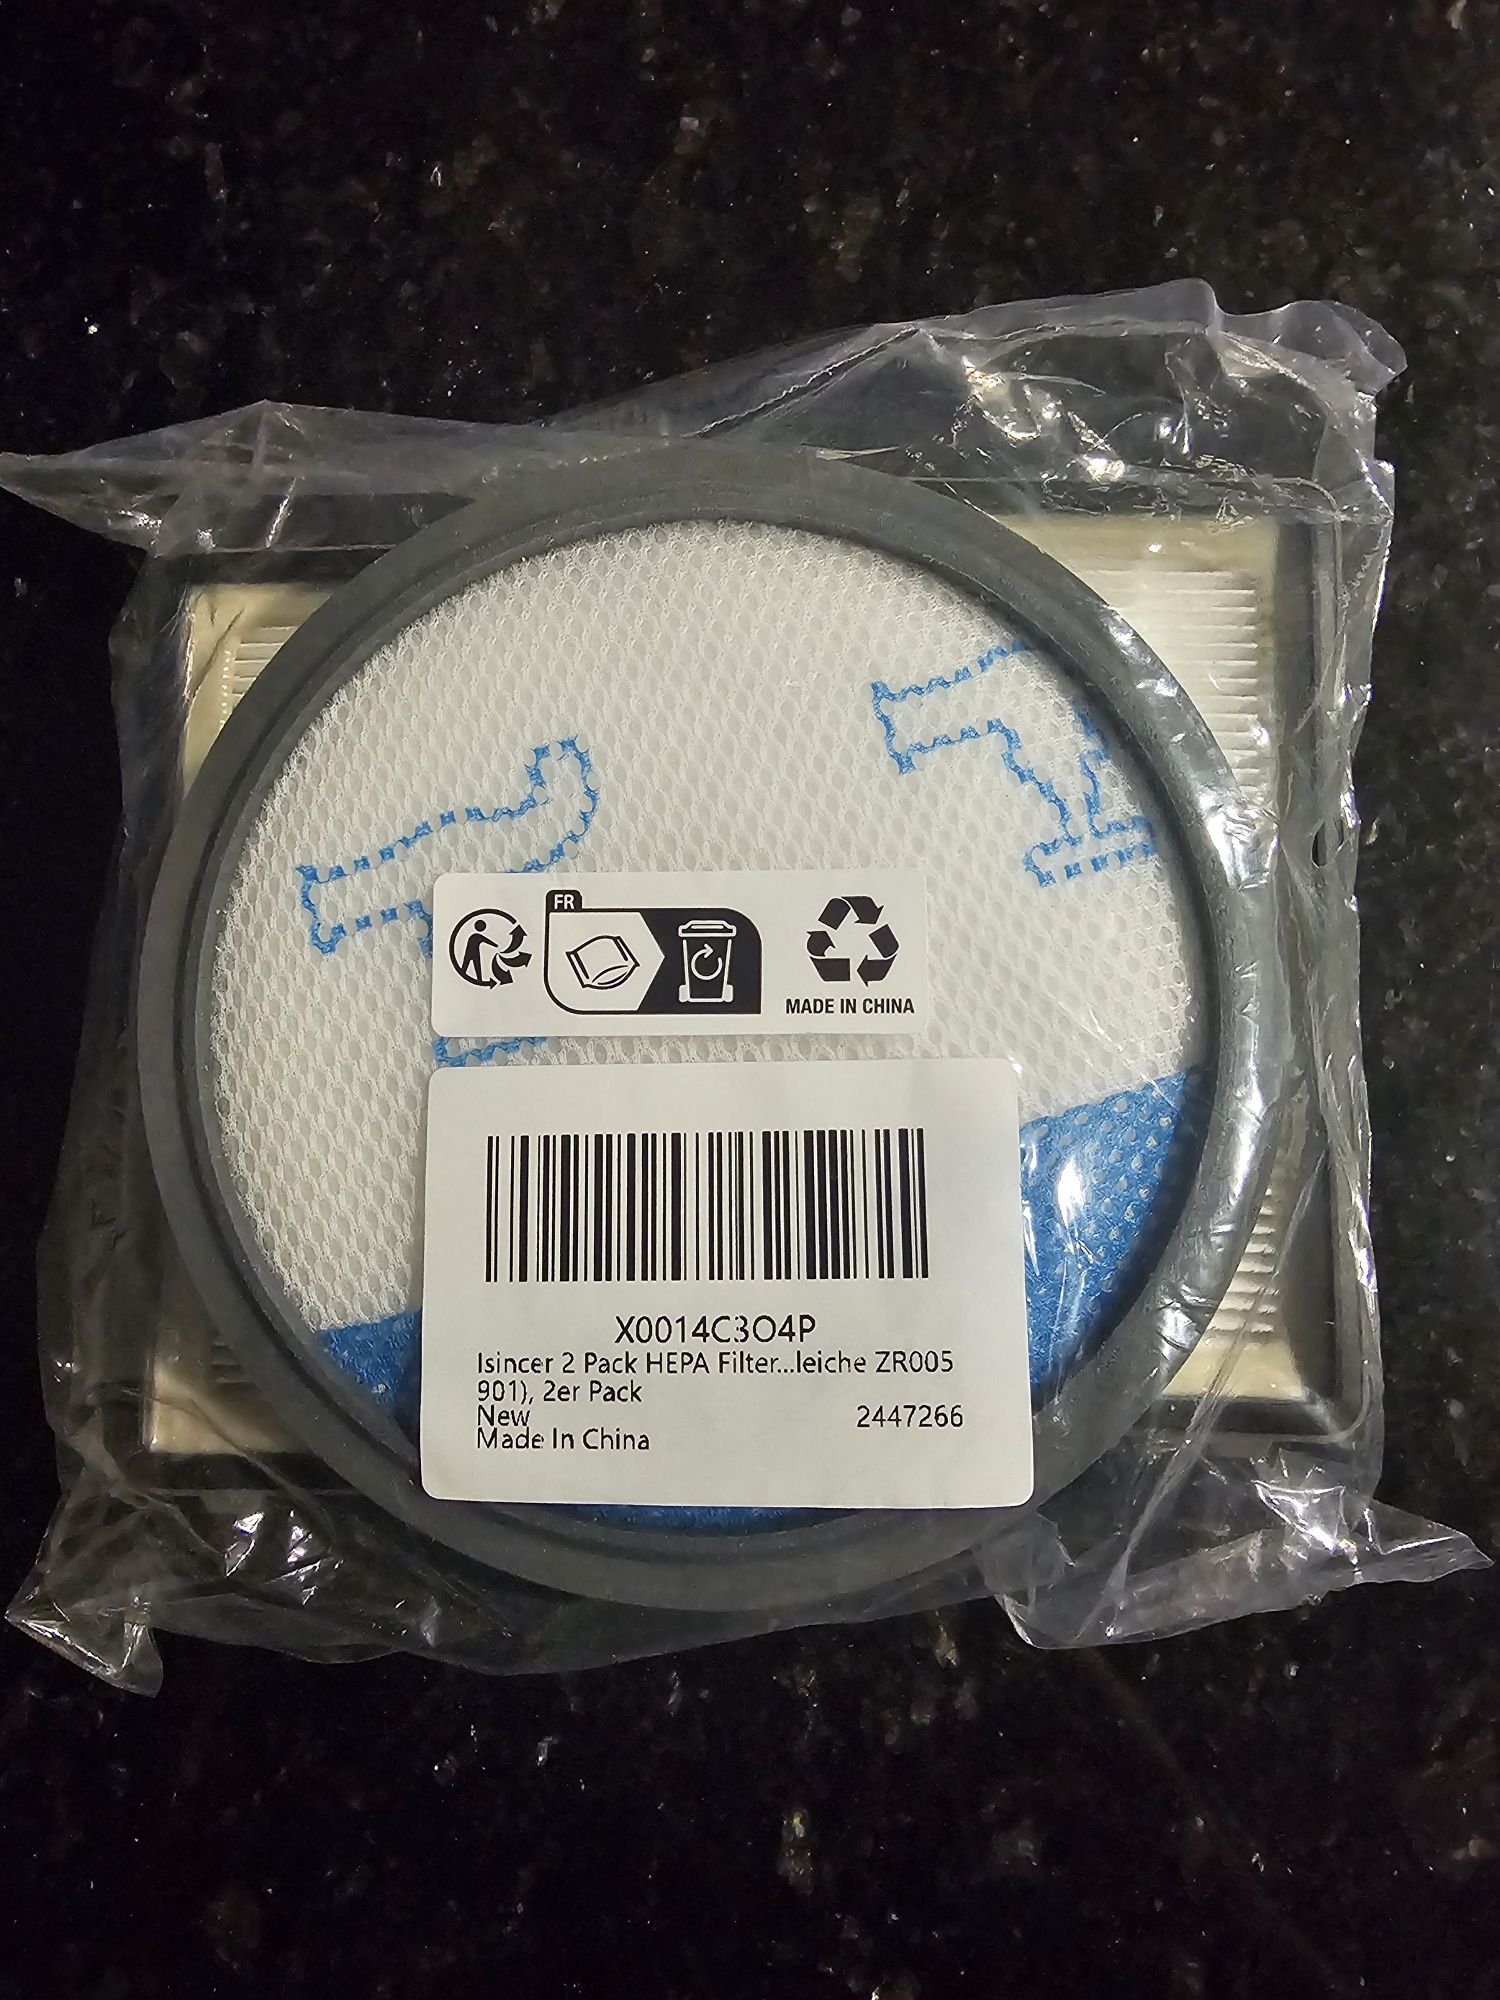 FR
MADE IN CHINA
X0014C3O4P
Isincer 2 Pack HEPA Filter...leiche ZR005
901), 2er Pack
New 2447266
Made In China